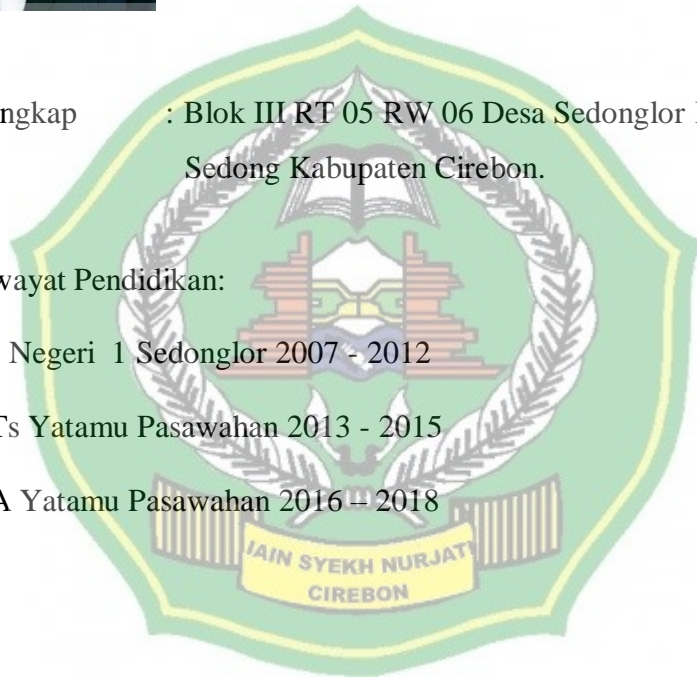 ngkap : Blok III RT 05 RW 06 Desa Sedonglor
Sedong Kabupaten Cirebon.
wayat Pendidikan:
Negeri 1 Sedonglor 2007 - 2012
Ts Yatamu Pasawahan 2013 - 2015
A Yatamu Pasawahan 2016 – 2018
IAIN SYEKH NURJATI
CIREBON